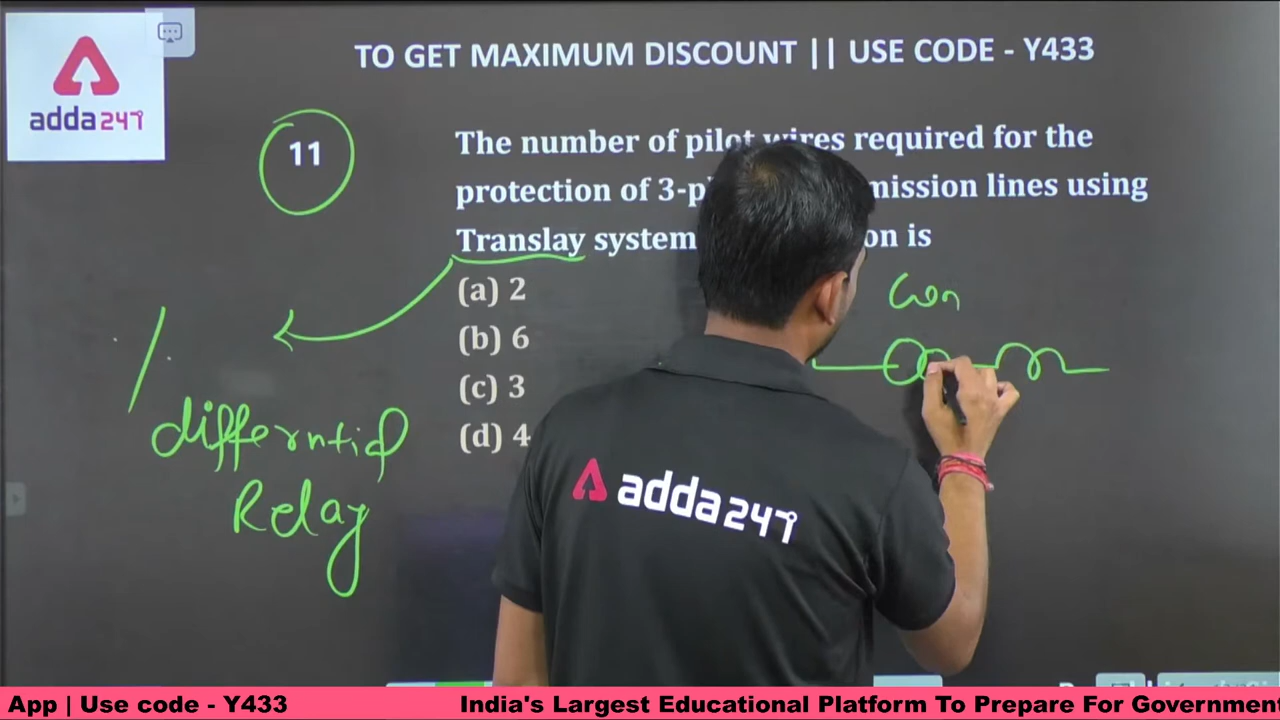 TO GET MAXIMUM DISCOUNT || USE CODE - Y433
adda247
11
The number of pilot wires required for the
protection of 3-p mission lines using
Translay system on is
(a) 2
(b) 6
(c) 3
(d) 4
Con
differntial
Relay
adda247
App | Use code - Y433 India's Largest Educational Platform To Prepare For Government